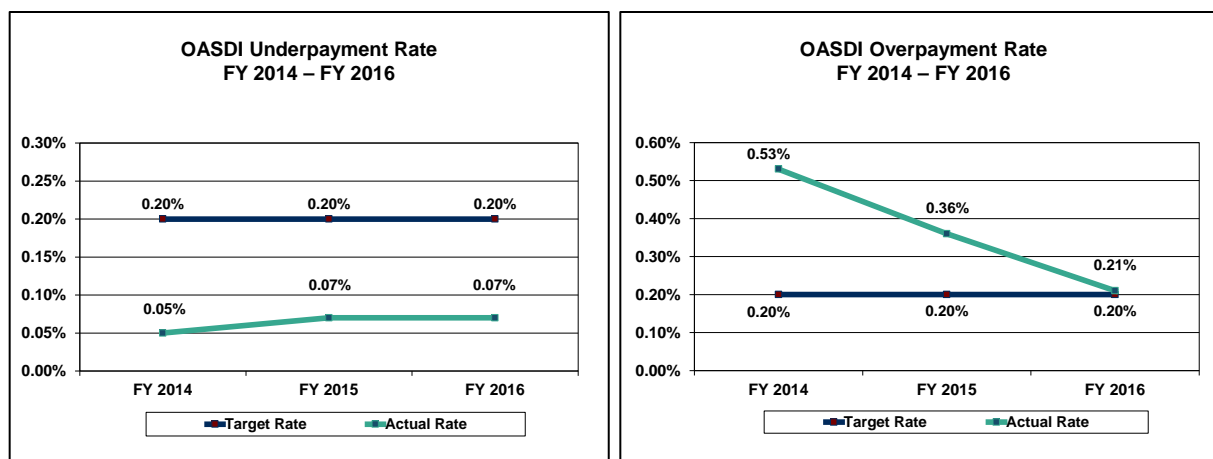 OASDI Underpayment Rate
FY 2014 – FY 2016
0.30%
0.25%
0.20%
0.15%
0.10%
0.05%
0.00%
0.20%
0.20%
0.20%
0.05%
0.07%
0.07%
FY 2014
FY 2015
FY 2016
Target Rate
Actual Rate
OASDI Overpayment Rate
FY 2014 – FY 2016
0.60%
0.50%
0.40%
0.30%
0.20%
0.10%
0.00%
0.53%
0.36%
0.21%
0.20%
0.20%
0.20%
FY 2014
FY 2015
FY 2016
Target Rate
Actual Rate